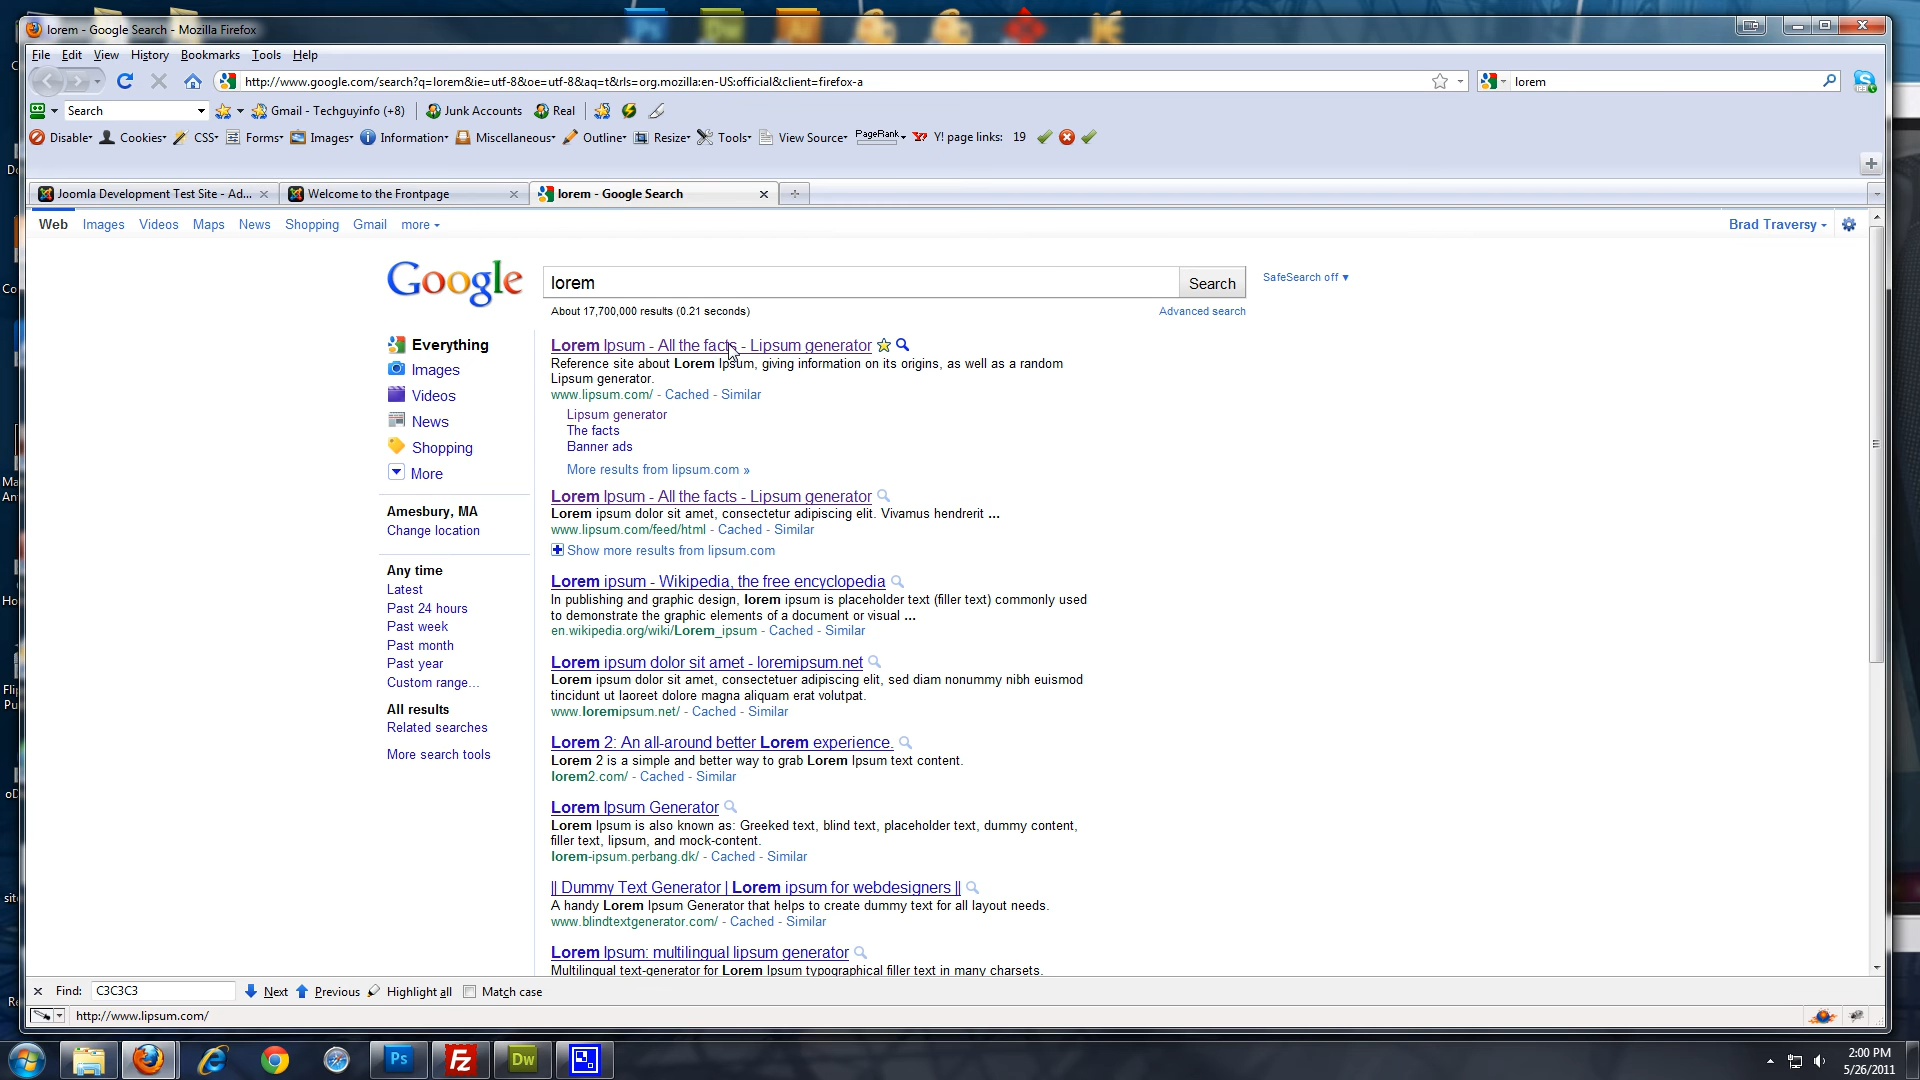 lorem - Google Search - Mozilla Firefox
File Edit View History Bookmarks Tools Help
http://www.google.com/search?q=lorem&ie=utf-8&oe=utf-8&aq=t&rls=org.mozilla:en-US:official&client=firefox-a
lorem
Search Gmail - Techguyinfo (+8) Junk Accounts Real
Disable Cookies CSS Forms Images Information Miscellaneous Outline Resize Tools View Source PageRank Y! page links: 19
Joomla Development Test Site - Ad... Welcome to the Frontpage lorem - Google Search
Web Images Videos Maps News Shopping Gmail more Brad Traversy
Google lorem Search SafeSearch off ▼
About 17,700,000 results (0.21 seconds) Advanced search
Everything
Images
Videos
News
Shopping
More
Amesbury, MA
Change location
Any time
Latest
Past 24 hours
Past week
Past month
Past year
Custom range...
All results
Related searches
More search tools
Lorem Ipsum - All the facts - Lipsum generator
Reference site about Lorem Ipsum, giving information on its origins, as well as a random
Lipsum generator.
www.lipsum.com/ - Cached - Similar
Lipsum generator
The facts
Banner ads
More results from lipsum.com »
Lorem Ipsum - All the facts - Lipsum generator
Lorem ipsum dolor sit amet, consectetur adipiscing elit. Vivamus hendrerit ...
www.lipsum.com/feed/html - Cached - Similar
Show more results from lipsum.com
Lorem ipsum - Wikipedia, the free encyclopedia
In publishing and graphic design, lorem ipsum is placeholder text (filler text) commonly used
to demonstrate the graphic elements of a document or visual ...
en.wikipedia.org/wiki/Lorem_ipsum - Cached - Similar
Lorem ipsum dolor sit amet - loremipsum.net
Lorem ipsum dolor sit amet, consectetuer adipiscing elit, sed diam nonummy nibh euismod
tincidunt ut laoreet dolore magna aliquam erat volutpat.
www.loremipsum.net/ - Cached - Similar
Lorem 2: An all-around better Lorem experience.
Lorem 2 is a simple and better way to grab Lorem Ipsum text content.
lorem2.com/ - Cached - Similar
Lorem Ipsum Generator
Lorem Ipsum is also known as: Greeked text, blind text, placeholder text, dummy content,
filler text, lipsum, and mock-content.
lorem-ipsum.perbang.dk/ - Cached - Similar
|| Dummy Text Generator | Lorem ipsum for webdesigners ||
A handy Lorem Ipsum Generator that helps to create dummy text for all layout needs.
www.blindtextgenerator.com/ - Cached - Similar
Lorem Ipsum: multilingual lipsum generator
Multilingual text-generator for Lorem Ipsum typographical filler text in many charsets.
Find: C3C3C3 Next Previous Highlight all Match case
http://www.lipsum.com/
Ps Fz Dw
2:00 PM
5/26/2011